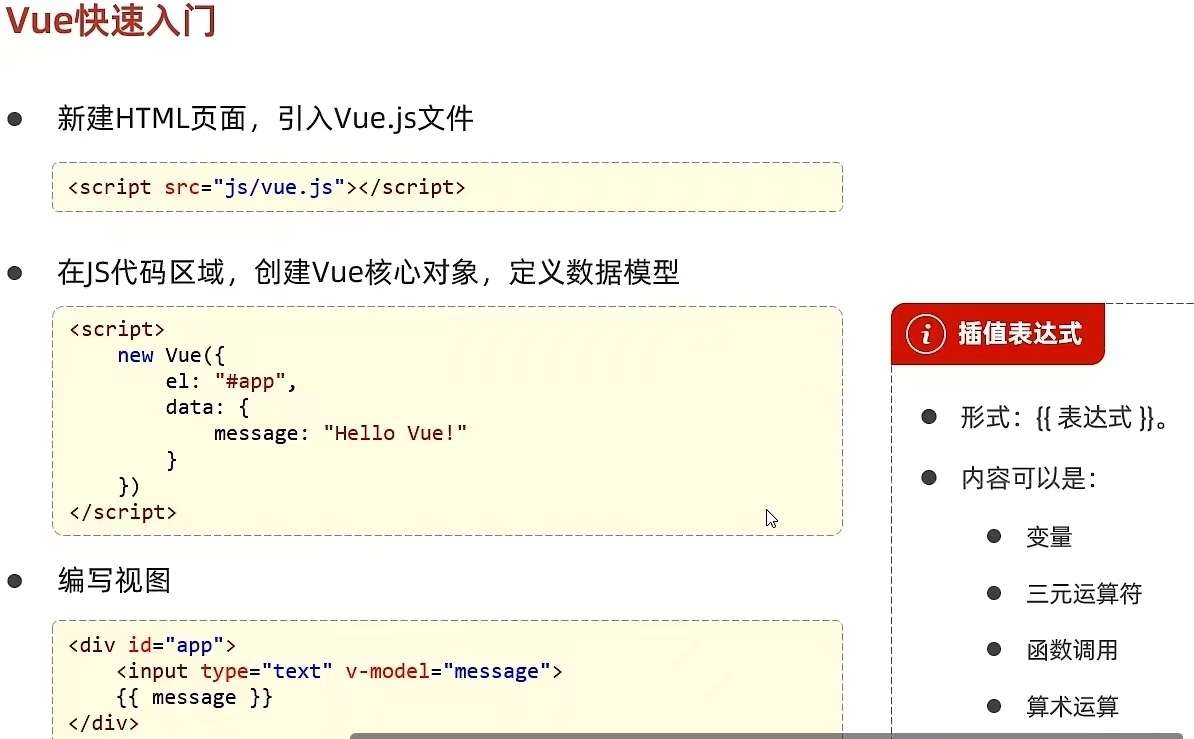 Vue快速入门
新建HTML页面，引入Vue.js文件
<script src="js/vue.js"></script>
在JS代码区域，创建Vue核心对象，定义数据模型
<script>
    new Vue({
        el: "#app",
        data: {
            message: "Hello Vue!"
        }
    })
</script>
编写视图
<div id="app">
    <input type="text" v-model="message">
    {{ message }}
</div>
i 插值表达式
形式：{{ 表达式 }}。
内容可以是：
变量
三元运算符
函数调用
算术运算